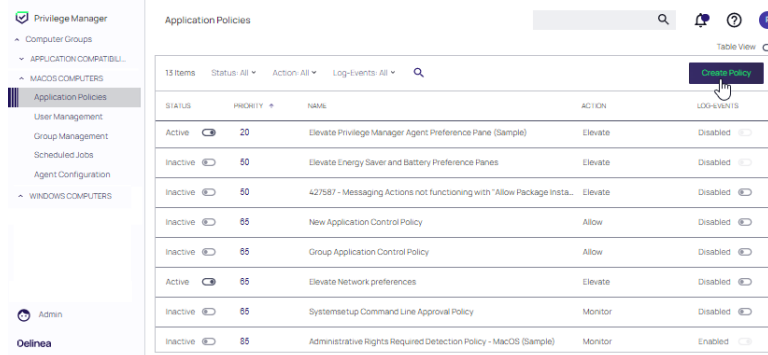 Privilege Manager
Application Policies
Computer Groups
Table View
APPLICATION COMPATIBILI...
13 Items Status: All Action: All Log-Events: All Create Policy
MACOS COMPUTERS
Application Policies
User Management
Group Management
Scheduled Jobs
Agent Configuration
WINDOWS COMPUTERS
Admin
Delinea
STATUS PRIORITY NAME ACTION LOG-EVENTS
Active 20 Elevate Privilege Manager Agent Preference Pane (Sample) Elevate Disabled
Inactive 50 Elevate Energy Saver and Battery Preference Panes Elevate Disabled
Inactive 50 427587 - Messaging Actions not functioning with "Allow Package Insta... Elevate Disabled
Inactive 65 New Application Control Policy Allow Disabled
Inactive 65 Group Application Control Policy Allow Disabled
Active 65 Elevate Network preferences Elevate Disabled
Inactive 65 Systemsetup Command Line Approval Policy Monitor Disabled
Inactive 85 Administrative Rights Required Detection Policy - MacOS (Sample) Monitor Enabled